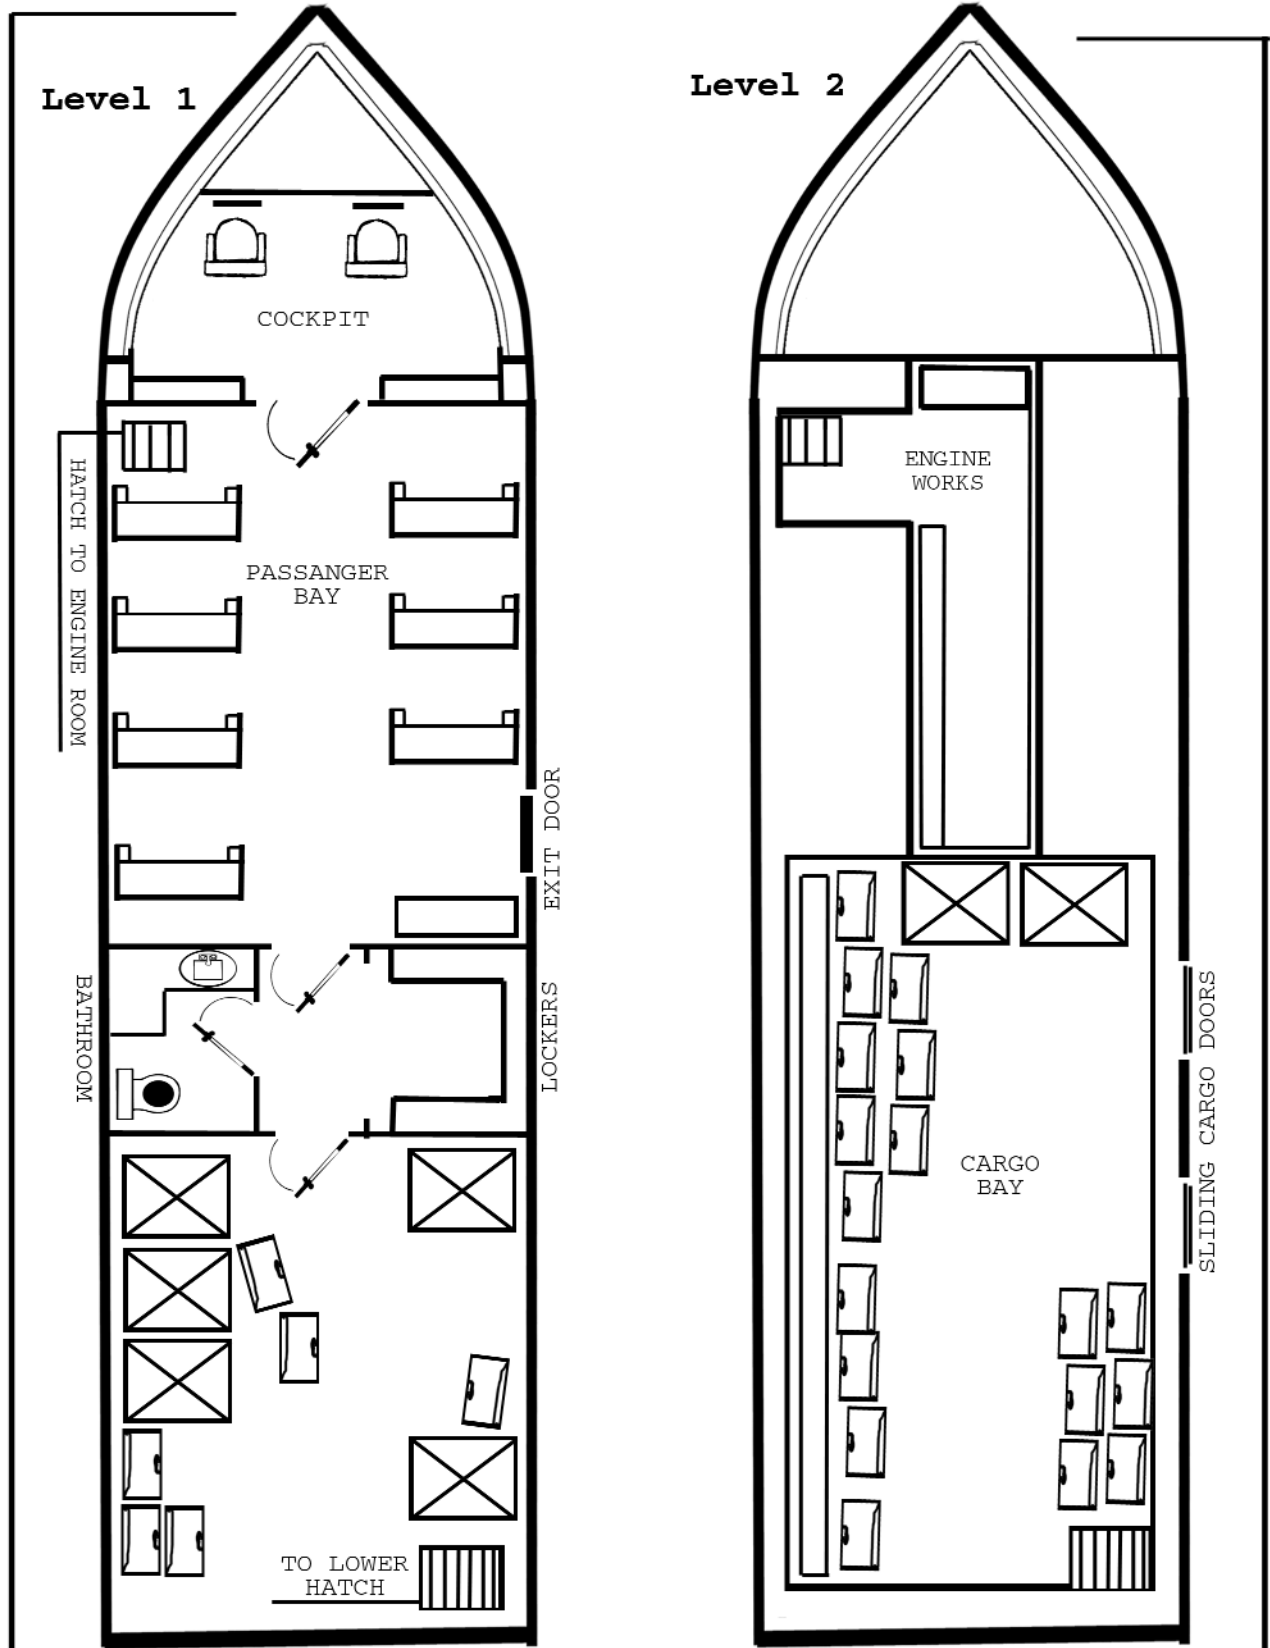 Level 1
COCKPIT
HATCH TO ENGINE ROOM
PASSANGER
BAY
EXIT DOOR
BATHROOM
LOCKERS
TO LOWER
HATCH
Level 2
ENGINE
WORKS
CARGO
BAY
SLIDING CARGO DOORS